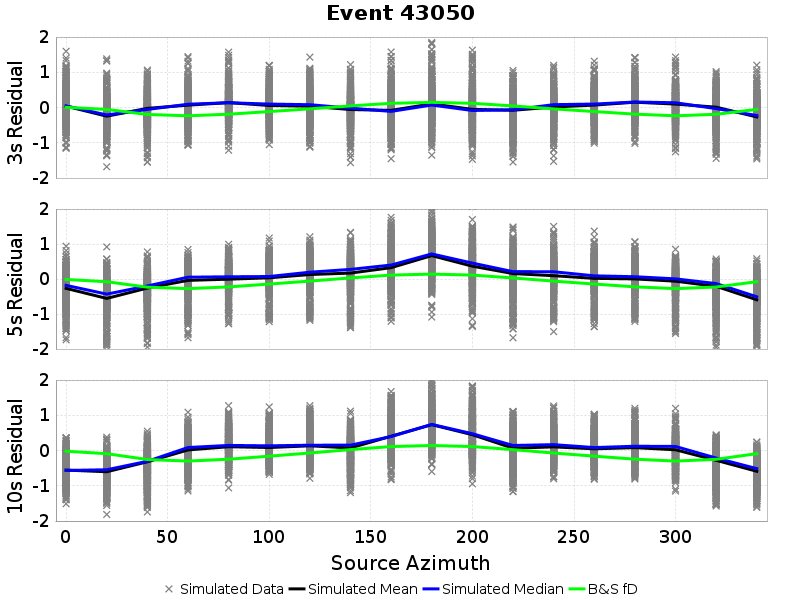 Event 43050
3s Residual
2
1
0
-1
-2
5s Residual
2
1
0
-1
-2
10s Residual
2
1
0
-1
-2
0 50 100 150 200 250 300
Source Azimuth
Simulated Data Simulated Mean Simulated Median B&S fD